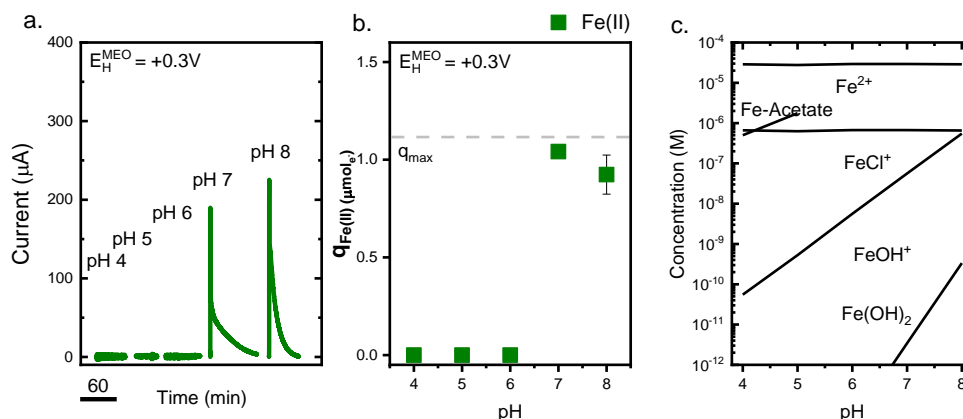 a.
E_H^MEO = +0.3V
400
300
200
100
0
Current (µA)
pH 4
pH 5
pH 6
pH 7
pH 8
60
Time (min)
b.
Fe(II)
E_H^MEO = +0.3V
1.5
1.0
0.5
0.0
q_Fe(II) (µmol_e-)
q_max
4 5 6 7 8
pH
c.
10^-4
10^-5
10^-6
10^-7
10^-8
10^-9
10^-10
10^-11
10^-12
Concentration (M)
Fe^2+
Fe-Acetate
FeCl^+
FeOH^+
Fe(OH)_2
4 5 6 7 8
pH